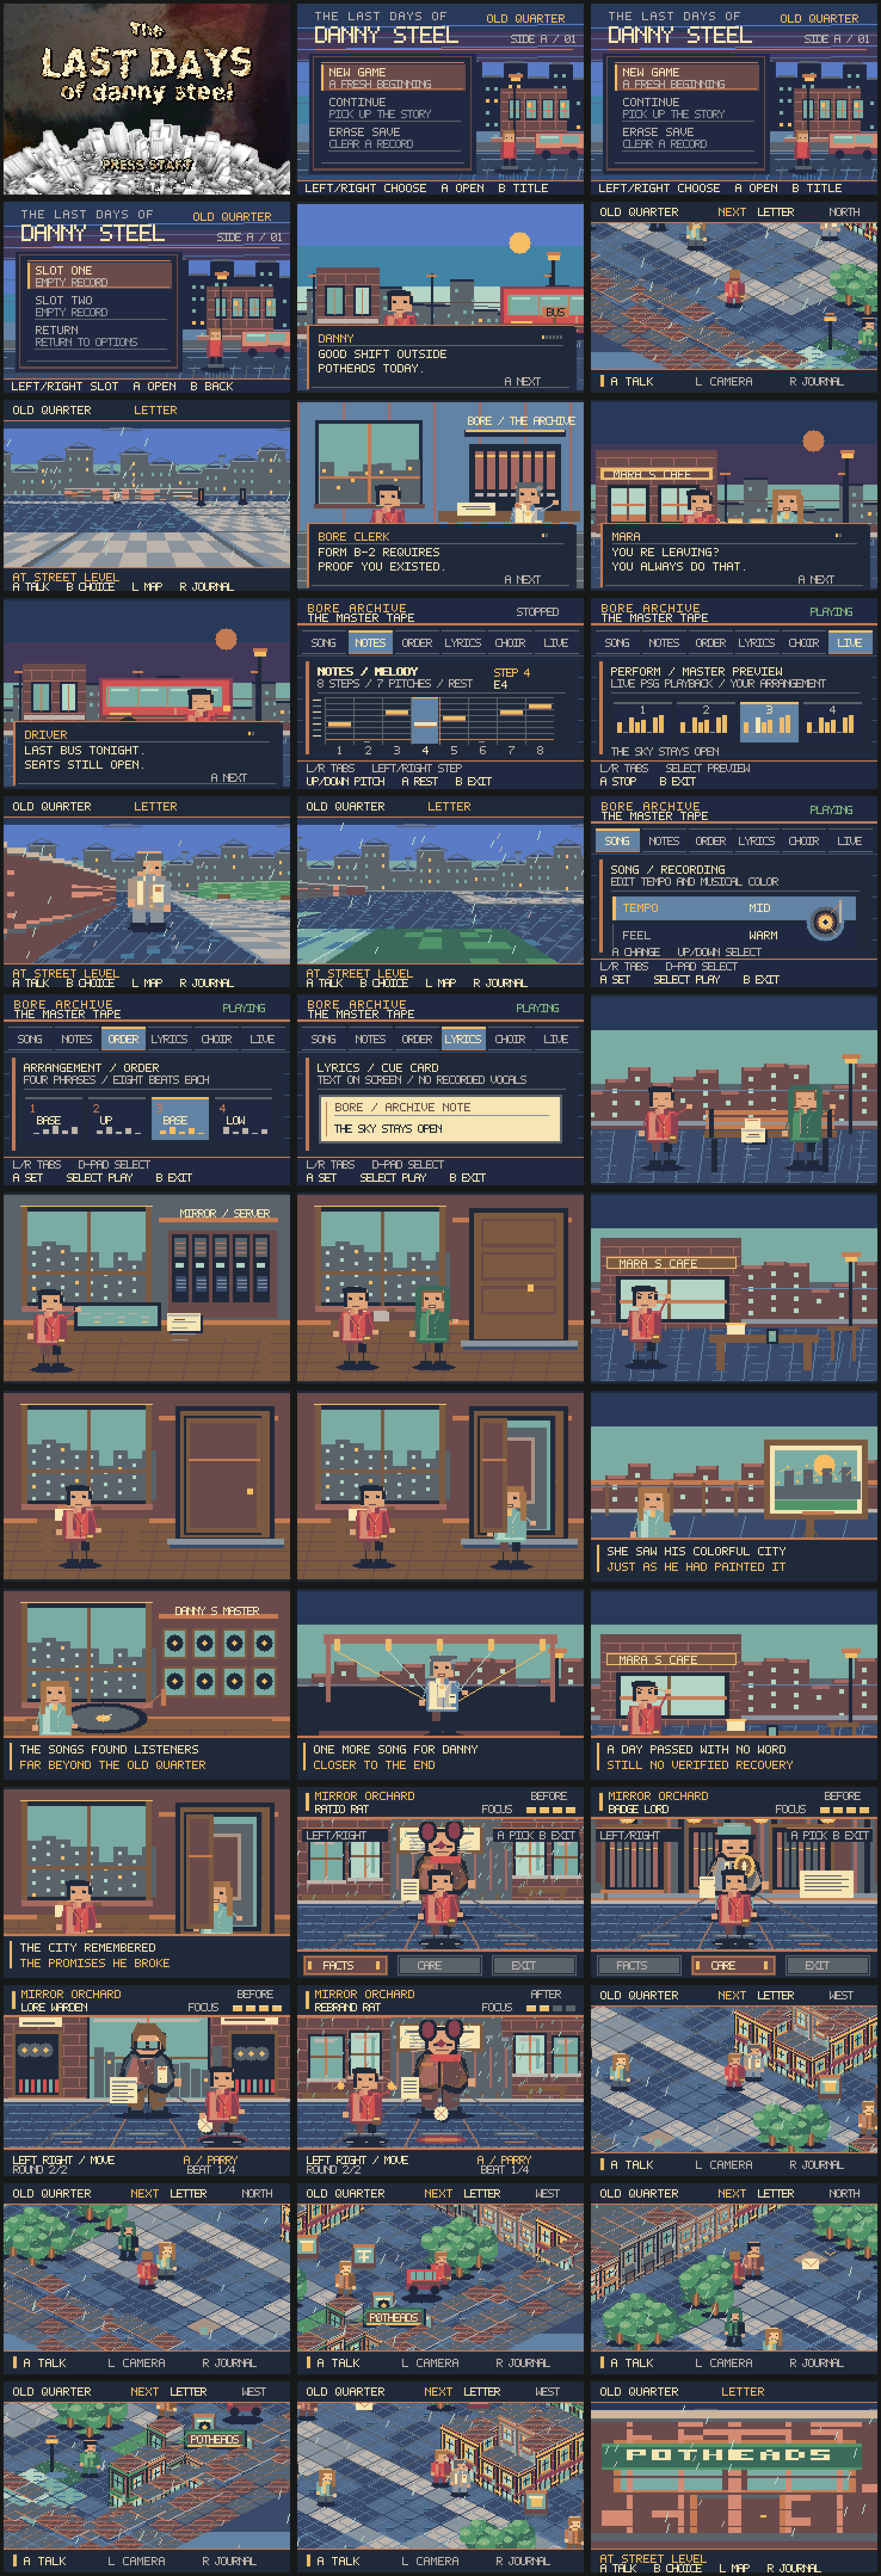 The
LAST DAYS
of danny steel
PRESS START
THE LAST DAYS OF
DANNY STEEL
OLD QUARTER
SIDE A / 01
NEW GAME
A FRESH BEGINNING
CONTINUE
PICK UP THE STORY
ERASE SAVE
CLEAR A RECORD
LEFT/RIGHT CHOOSE A OPEN B TITLE
THE LAST DAYS OF
DANNY STEEL
OLD QUARTER
SIDE A / 01
NEW GAME
A FRESH BEGINNING
CONTINUE
PICK UP THE STORY
ERASE SAVE
CLEAR A RECORD
LEFT/RIGHT CHOOSE A OPEN B TITLE
THE LAST DAYS OF
DANNY STEEL
OLD QUARTER
SIDE A / 01
SLOT ONE
EMPTY RECORD
SLOT TWO
EMPTY RECORD
RETURN
RETURN TO OPTIONS
LEFT/RIGHT SLOT A OPEN B BACK
BUS
DANNY
GOOD SHIFT OUTSIDE
POTHEADS TODAY.
A NEXT
OLD QUARTER NEXT LETTER NORTH
A TALK L CAMERA R JOURNAL
OLD QUARTER LETTER
AT STREET LEVEL
A TALK B CHOICE L MAP R JOURNAL
BORE / THE ARCHIVE
BORE CLERK
FORM B-2 REQUIRES
PROOF YOU EXISTED.
A NEXT
MARA S CAFE
MARA
YOU RE LEAVING?
YOU ALWAYS DO THAT.
A NEXT
DRIVER
LAST BUS TONIGHT.
SEATS STILL OPEN.
A NEXT
BORE ARCHIVE
THE MASTER TAPE
STOPPED
SONG NOTES ORDER LYRICS CHOIR LIVE
NOTES / MELODY
8 STEPS / 7 PITCHES / REST
STEP 4
E4
1 2 3 4 5 6 7 8
L/R TABS LEFT/RIGHT STEP
UP/DOWN PITCH A REST B EXIT
BORE ARCHIVE
THE MASTER TAPE
PLAYING
SONG NOTES ORDER LYRICS CHOIR LIVE
PERFORM / MASTER PREVIEW
LIVE PSG PLAYBACK / YOUR ARRANGEMENT
1 2 3 4
THE SKY STAYS OPEN
L/R TABS SELECT PREVIEW
A STOP B EXIT
OLD QUARTER LETTER
AT STREET LEVEL
A TALK B CHOICE L MAP R JOURNAL
OLD QUARTER LETTER
AT STREET LEVEL
A TALK B CHOICE L MAP R JOURNAL
BORE ARCHIVE
THE MASTER TAPE
PLAYING
SONG NOTES ORDER LYRICS CHOIR LIVE
SONG / RECORDING
EDIT TEMPO AND MUSICAL COLOR
TEMPO MID
FEEL WARM
A CHANGE UP/DOWN SELECT
L/R TABS D-PAD SELECT
A SET SELECT PLAY B EXIT
BORE ARCHIVE
THE MASTER TAPE
PLAYING
SONG NOTES ORDER LYRICS CHOIR LIVE
ARRANGEMENT / ORDER
FOUR PHRASES / EIGHT BEATS EACH
1 2 3 4
BASE UP BASE LOW
L/R TABS D-PAD SELECT
A SET SELECT PLAY B EXIT
BORE ARCHIVE
THE MASTER TAPE
PLAYING
SONG NOTES ORDER LYRICS CHOIR LIVE
LYRICS / CUE CARD
TEXT ON SCREEN / NO RECORDED VOCALS
BORE / ARCHIVE NOTE
THE SKY STAYS OPEN
L/R TABS D-PAD SELECT
A SET SELECT PLAY B EXIT
MIRROR / SERVER
MARA S CAFE
SHE SAW HIS COLORFUL CITY
JUST AS HE HAD PAINTED IT
DANNY S MASTER
THE SONGS FOUND LISTENERS
FAR BEYOND THE OLD QUARTER
ONE MORE SONG FOR DANNY
CLOSER TO THE END
MARA S CAFE
A DAY PASSED WITH NO WORD
STILL NO VERIFIED RECOVERY
THE CITY REMEMBERED
THE PROMISES HE BROKE
MIRROR ORCHARD BEFORE
RATIO RAT FOCUS
LEFT/RIGHT A PICK B EXIT
FACTS CARE EXIT
MIRROR ORCHARD BEFORE
BADGE LORD FOCUS
LEFT/RIGHT A PICK B EXIT
FACTS CARE EXIT
MIRROR ORCHARD BEFORE
LORE WARDEN FOCUS
LEFT RIGHT / MOVE A / PARRY
ROUND 2/2 BEAT 1/4
MIRROR ORCHARD AFTER
REBRAND RAT FOCUS
LEFT RIGHT / MOVE A / PARRY
ROUND 2/2 BEAT 1/4
OLD QUARTER NEXT LETTER WEST
A TALK L CAMERA R JOURNAL
OLD QUARTER NEXT LETTER NORTH
A TALK L CAMERA R JOURNAL
OLD QUARTER NEXT LETTER WEST
POTHEADS
A TALK L CAMERA R JOURNAL
OLD QUARTER NEXT LETTER NORTH
A TALK L CAMERA R JOURNAL
OLD QUARTER NEXT LETTER WEST
POTHEADS
A TALK L CAMERA R JOURNAL
OLD QUARTER NEXT LETTER WEST
A TALK L CAMERA R JOURNAL
OLD QUARTER LETTER
POTHEADS
AT STREET LEVEL
A TALK B CHOICE L MAP R JOURNAL